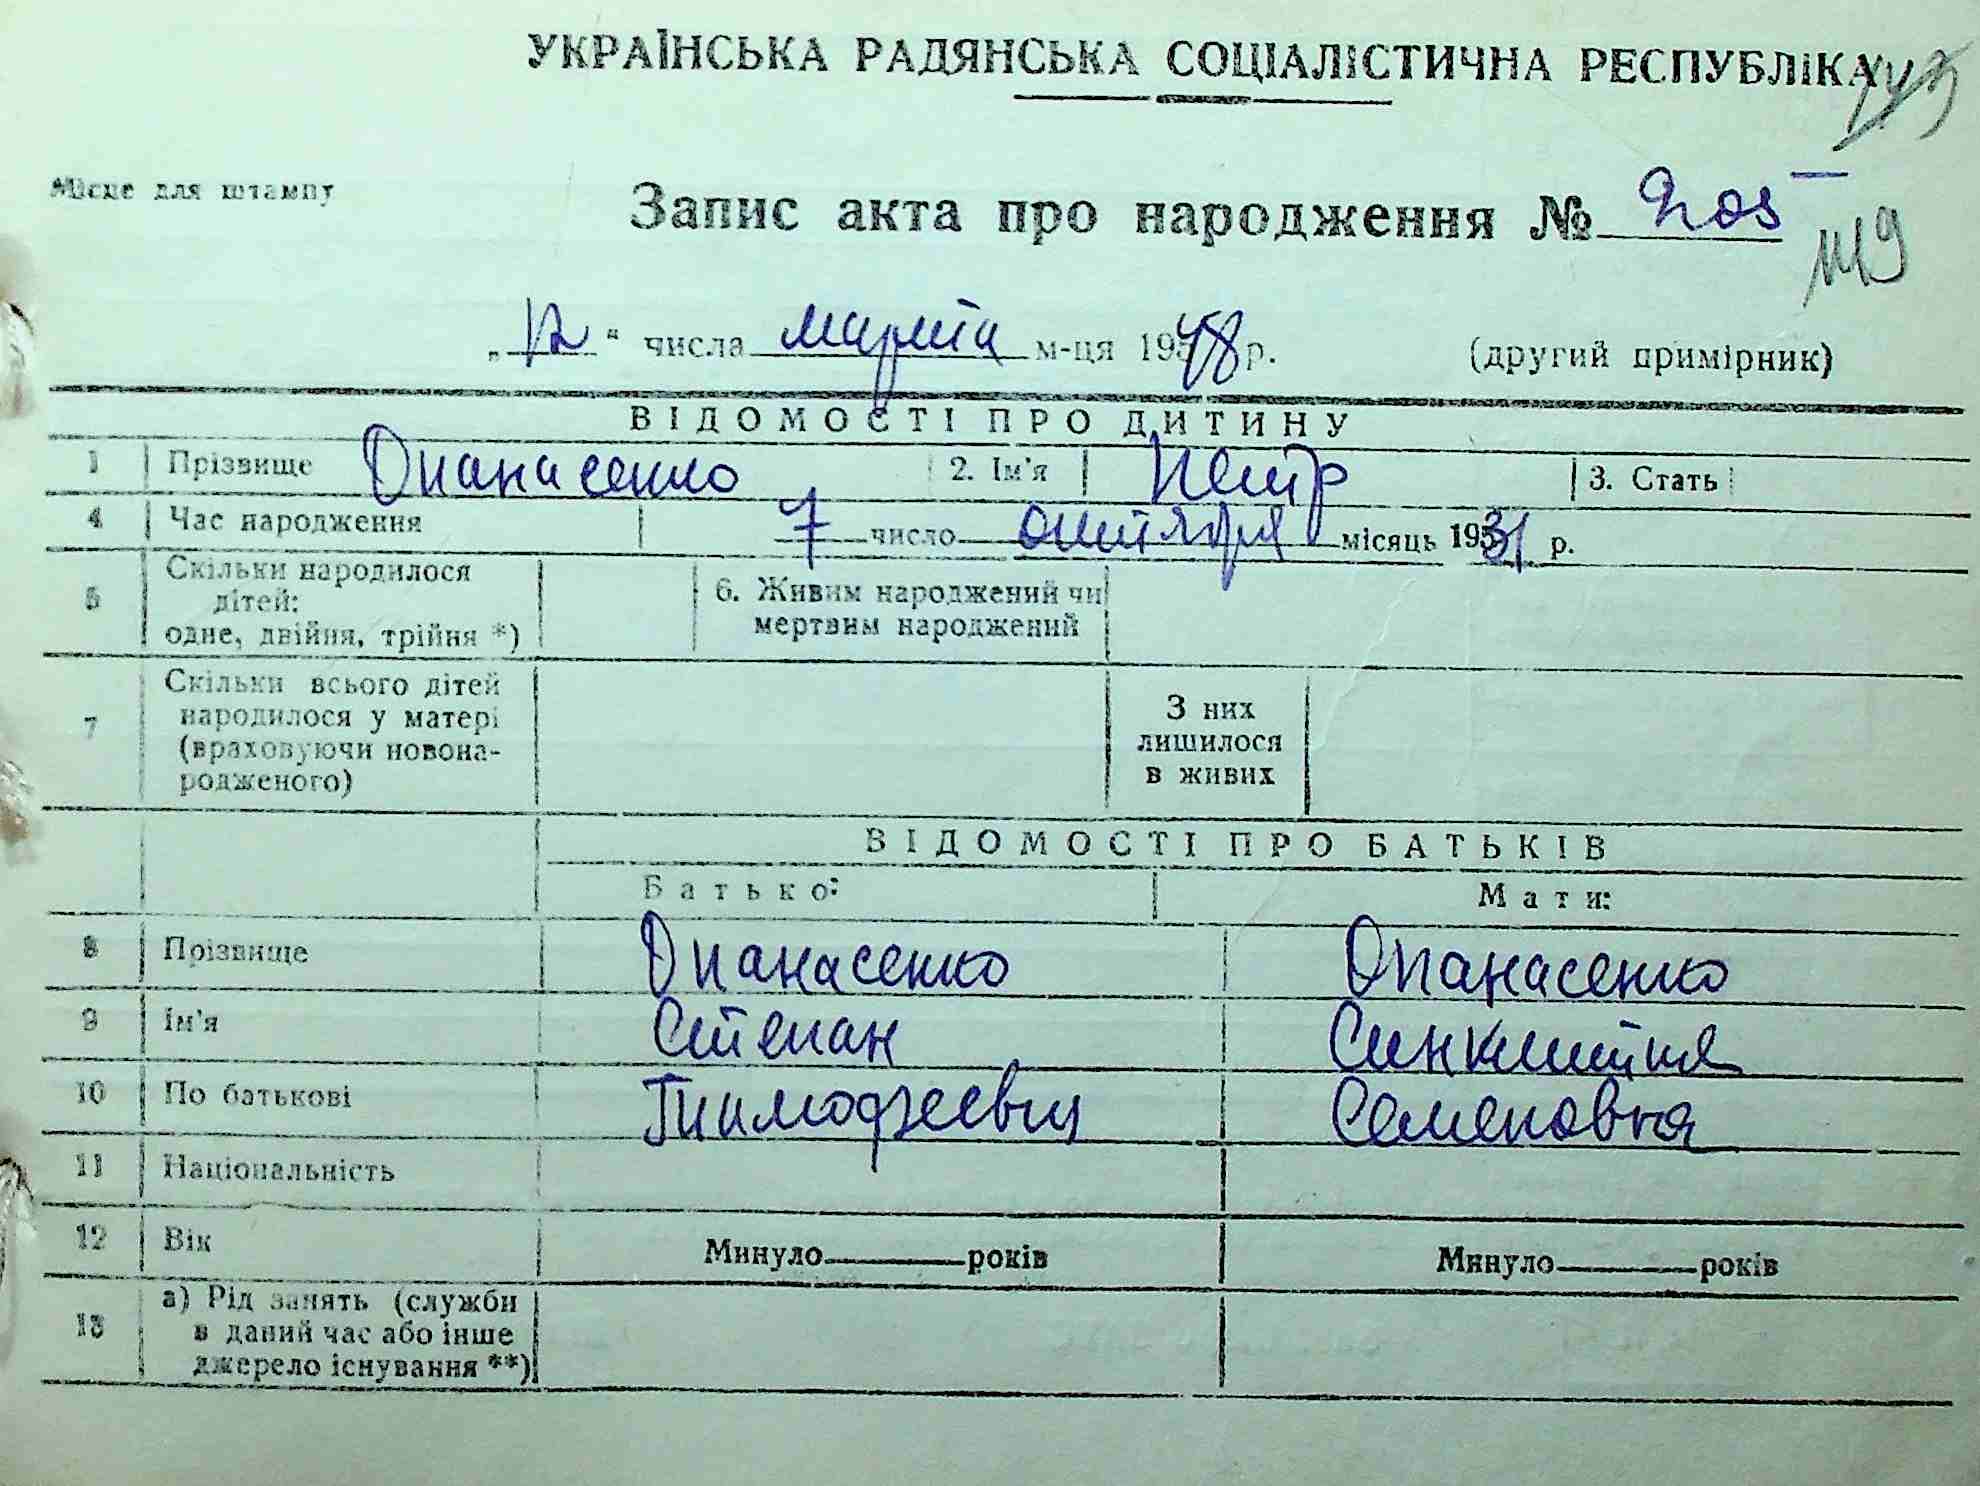 УКРАЇНСЬКА РАДЯНСЬКА СОЦІАЛІСТИЧНА РЕСПУБЛІКА
Місце для штампу
Запис акта про народження №
119
„12“ числа марта м-ця 1948 р. (другий примірник)
ВІДОМОСТІ ПРО ДИТИНУ
1 Прізвище Опанасенко 2. Ім'я Петр 3. Стать
4 Час народження 7 число октября місяць 1931 р.
5 Скільки народилося дітей: одне, двійня, трійня *) 6. Живим народжений чи мертвим народжений
7 Скільки всього дітей народилося у матері (враховуючи новонародженого) З них лишилося в живих
ВІДОМОСТІ ПРО БАТЬКІВ
Батько: Мати:
8 Прізвище Опанасенко Опанасенко
9 Ім'я Степан
10 По батькові Тимофеевич Семеновна
11 Національність
12 Вік Минуло років Минуло років
13 а) Рід занять (служби в даний час або інше джерело існування **)